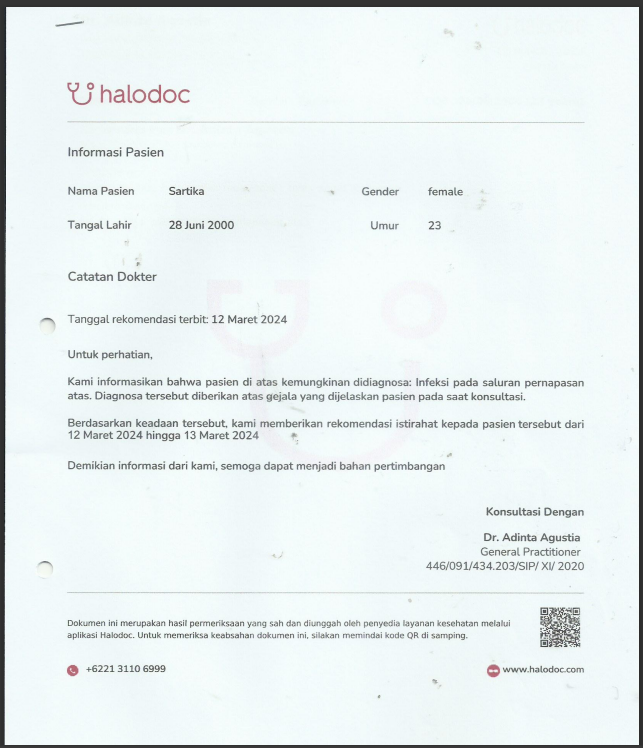 halodoc
Informasi Pasien
Nama Pasien Sartika Gender female
Tangal Lahir 28 Juni 2000 Umur 23
Catatan Dokter
Tanggal rekomendasi terbit: 12 Maret 2024
Untuk perhatian,
Kami informasikan bahwa pasien di atas kemungkinan didiagnosa: Infeksi pada saluran pernapasan
atas. Diagnosa tersebut diberikan atas gejala yang dijelaskan pasien pada saat konsultasi.
Berdasarkan keadaan tersebut, kami memberikan rekomendasi istirahat kepada pasien tersebut dari
12 Maret 2024 hingga 13 Maret 2024
Demikian informasi dari kami, semoga dapat menjadi bahan pertimbangan
Konsultasi Dengan
Dr. Adinta Agustia
General Practitioner
446/091/434.203/SIP/ XI/ 2020
Dokumen ini merupakan hasil permeriksaan yang sah dan diunggah oleh penyedia layanan kesehatan melalui
aplikasi Halodoc. Untuk memeriksa keabsahan dokumen ini, silakan memindai kode QR di samping.
+6221 3110 6999 www.halodoc.com